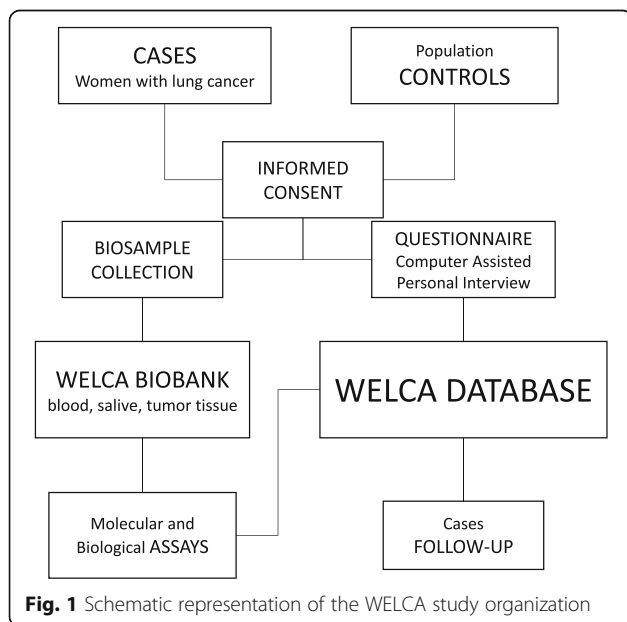 CASES
Women with lung cancer
Population
CONTROLS
INFORMED
CONSENT
BIOSAMPLE
COLLECTION
QUESTIONNAIRE
Computer Assisted
Personal Interview
WELCA BIOBANK
blood, salive, tumor tissue
WELCA DATABASE
Molecular and
Biological ASSAYS
Cases
FOLLOW-UP
Fig. 1 Schematic representation of the WELCA study organization